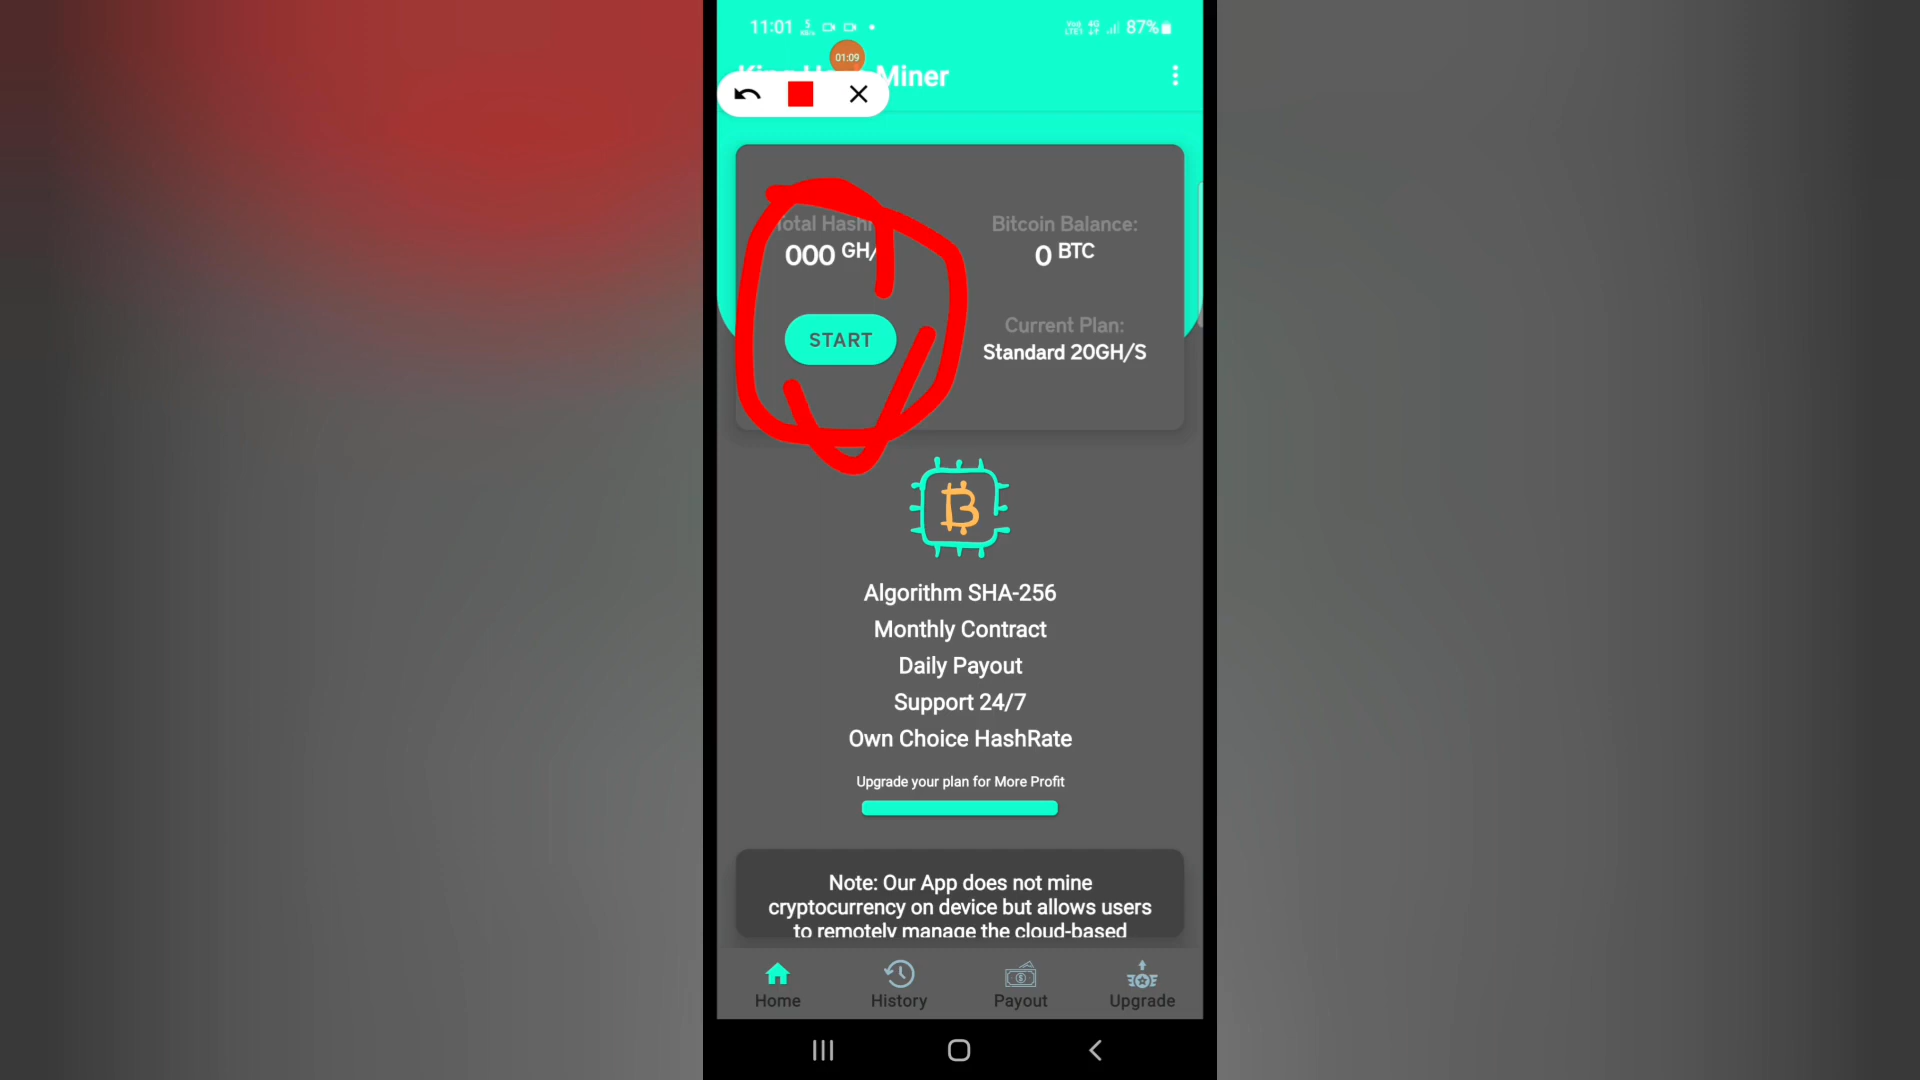 11:01 87%
01:09
Miner
Total Hash
Bitcoin Balance:
000 GH/
0 BTC
START
Current Plan:
Standard 20GH/S
B
Algorithm SHA-256
Monthly Contract
Daily Payout
Support 24/7
Own Choice HashRate
Upgrade your plan for More Profit
Note: Our App does not mine
cryptocurrency on device but allows users
to remotely manage the cloud-based
Home History Payout Upgrade